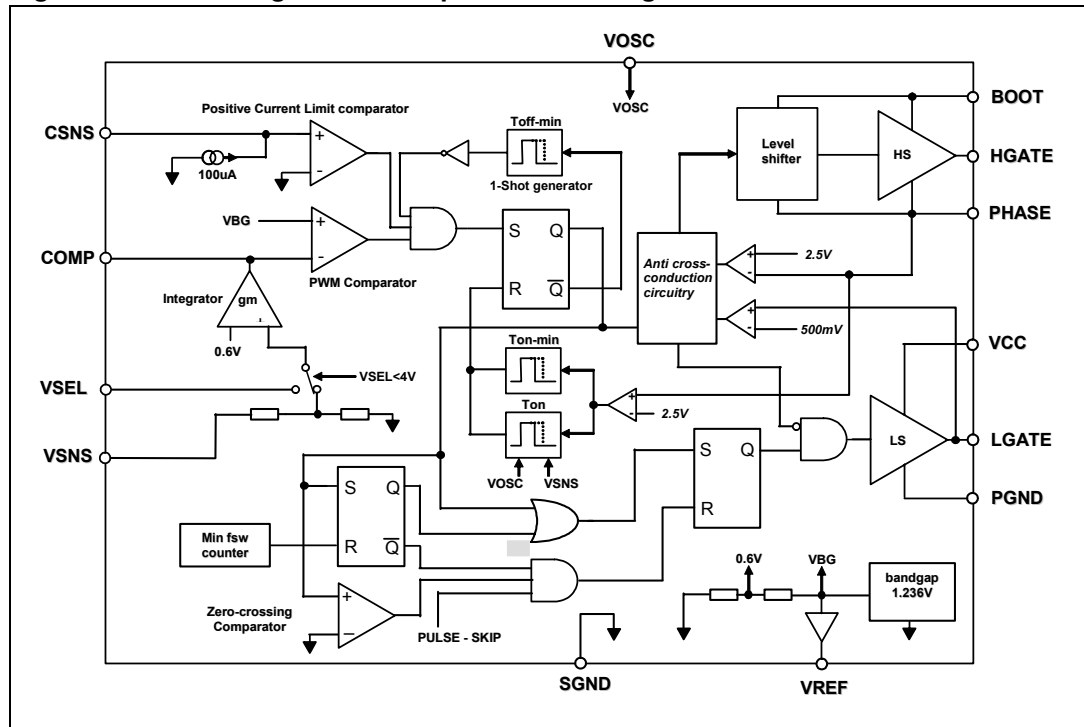 VOSC
VOSC
BOOT
Positive Current Limit comparator
CSNS
+
-
100uA
Toff-min
1-Shot generator
Level
shifter
HS
HGATE
PHASE
VBG
+
-
PWM Comparator
COMP
S Q
R Q
Anti cross-
conduction
circuitry
+
-
2.5V
+
-
500mV
Integrator
gm
0.6V
VSEL<4V
VSEL
VSNS
Ton-min
Ton
VOSC VSNS
+
-
2.5V
VCC
LS
LGATE
PGND
S Q
R
S Q
R Q
Min fsw
counter
Zero-crossing
Comparator
+
–
PULSE - SKIP
0.6V
VBG
bandgap
1.236V
SGND
VREF